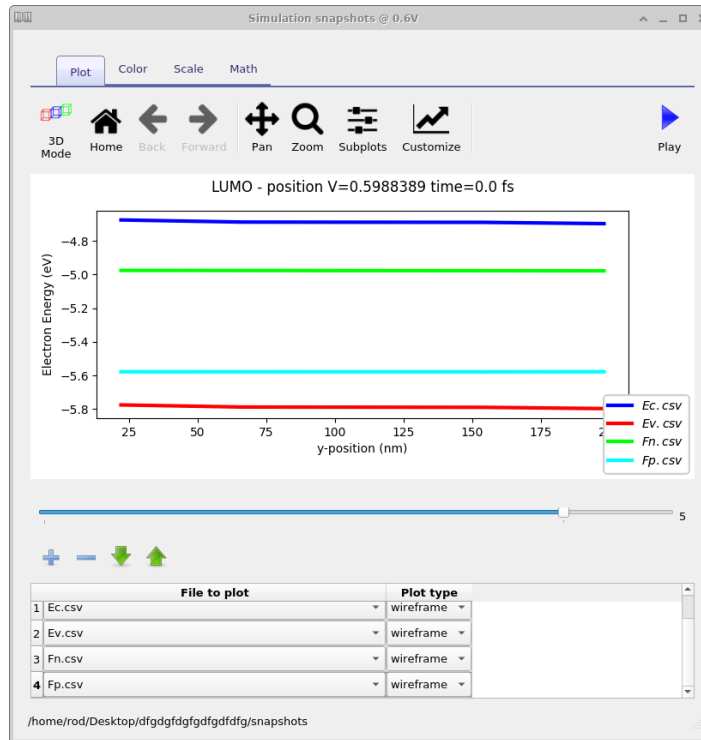 Simulation snapshots @ 0.6V
Plot Color Scale Math
3D Mode Home Back Forward Pan Zoom Subplots Customize Play
LUMO - position V=0.5988389 time=0.0 fs
Electron Energy (eV)
−4.8
−5.0
−5.2
−5.4
−5.6
−5.8
25 50 75 100 125 150 175
y-position (nm)
Ec.csv
Ev.csv
Fn.csv
Fp.csv
5
File to plot Plot type
1 Ec.csv wireframe
2 Ev.csv wireframe
3 Fn.csv wireframe
4 Fp.csv wireframe
/home/rod/Desktop/dfgdgfdgfdgfdgfdfg/snapshots